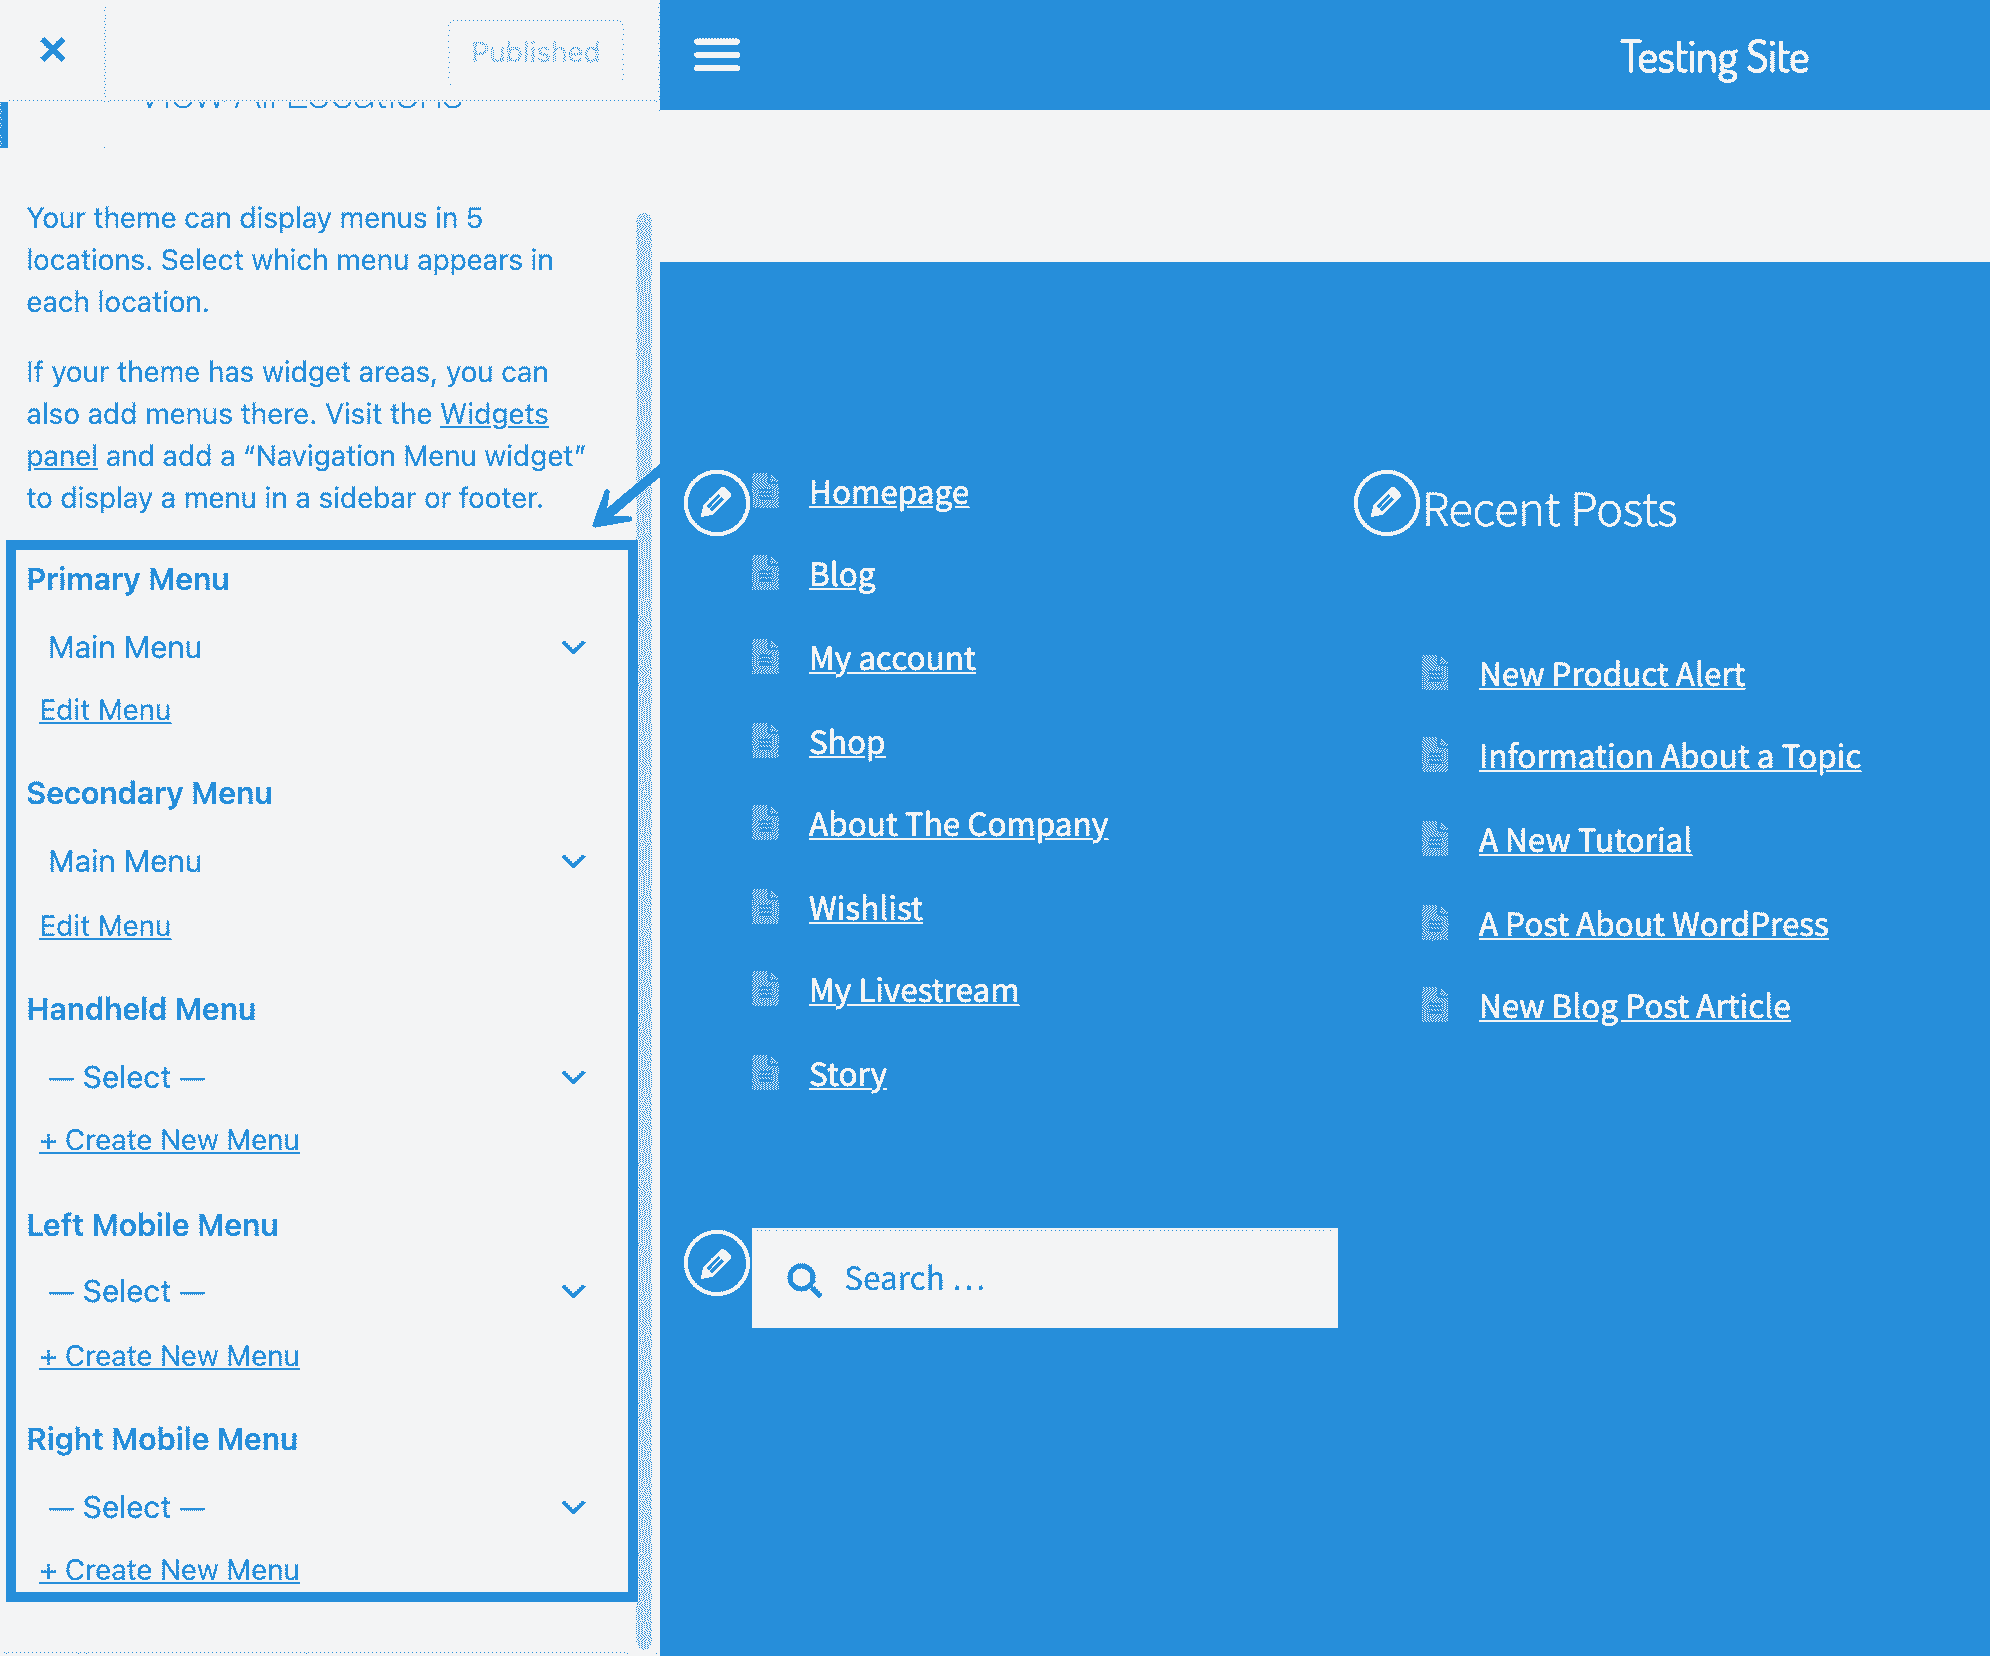 Published
View All Locations
Your theme can display menus in 5
locations. Select which menu appears in
each location.
If your theme has widget areas, you can
also add menus there. Visit the Widgets
panel and add a “Navigation Menu widget”
to display a menu in a sidebar or footer.
Primary Menu
Main Menu
Edit Menu
Secondary Menu
Main Menu
Edit Menu
Handheld Menu
— Select —
+ Create New Menu
Left Mobile Menu
— Select —
+ Create New Menu
Right Mobile Menu
— Select —
+ Create New Menu
Testing Site
Homepage
Blog
My account
Shop
About The Company
Wishlist
My Livestream
Story
Search …
Recent Posts
New Product Alert
Information About a Topic
A New Tutorial
A Post About WordPress
New Blog Post Article